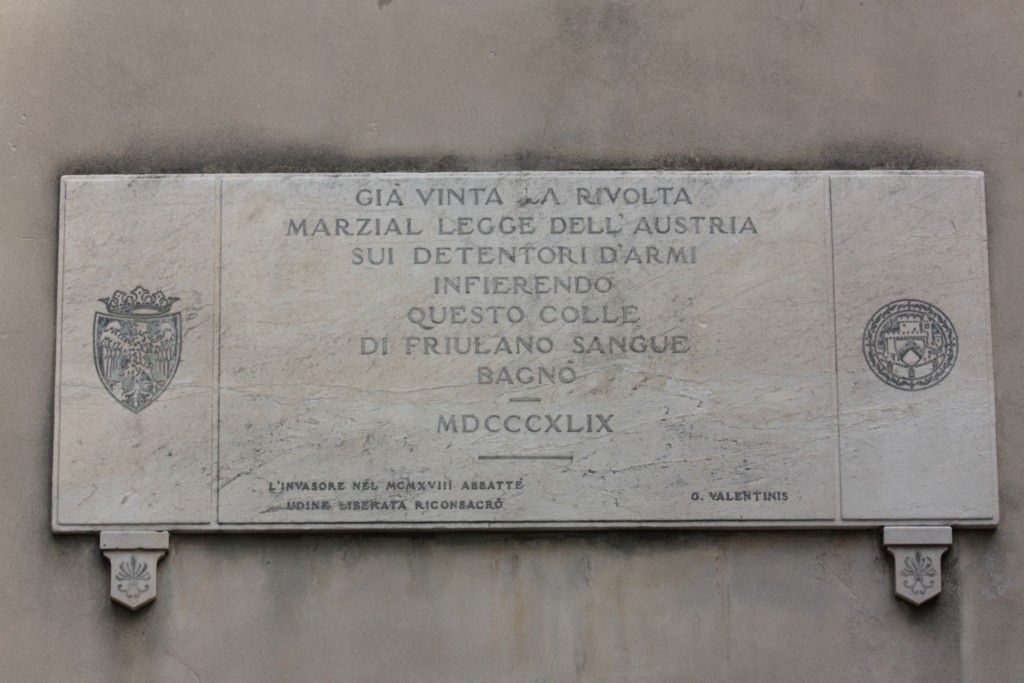 GIÀ VINTA LA RIVOLTA
MARZIAL LEGGE DELL'AUSTRIA
SUI DETENTORI D'ARMI
INFIERENDO
QUESTO COLLE
DI FRIULANO SANGUE
BAGNÒ
MDCCCXLIX
L'INVASORE NEL MCMXVIII ABBATTÉ
UDINE LIBERATA RICONSACRÒ
G. VALENTINIS